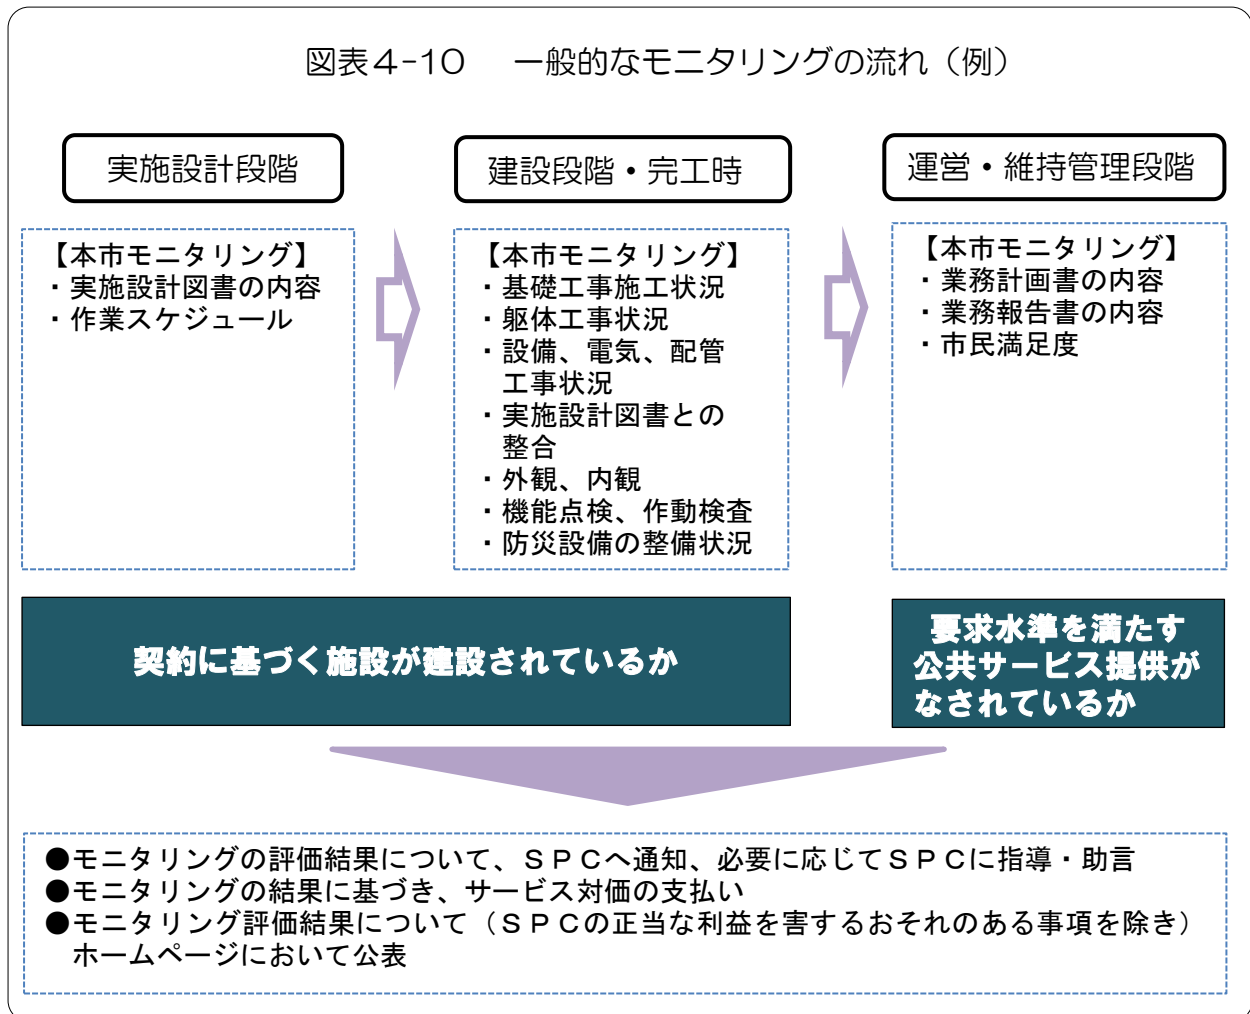 図表4-10　一般的なモニタリングの流れ（例）
実施設計段階
【本市モニタリング】
・実施設計図書の内容
・作業スケジュール
建設段階・完工時
【本市モニタリング】
・基礎工事施工状況
・躯体工事状況
・設備、電気、配管
工事状況
・実施設計図書との
整合
・外観、内観
・機能点検、作動検査
・防災設備の整備状況
運営・維持管理段階
【本市モニタリング】
・業務計画書の内容
・業務報告書の内容
・市民満足度
契約に基づく施設が建設されているか
要求水準を満たす
公共サービス提供が
なされているか
●モニタリングの評価結果について、ＳＰＣへ通知、必要に応じてＳＰＣに指導・助言
●モニタリングの結果に基づき、サービス対価の支払い
●モニタリング評価結果について（ＳＰＣの正当な利益を害するおそれのある事項を除き）
ホームページにおいて公表